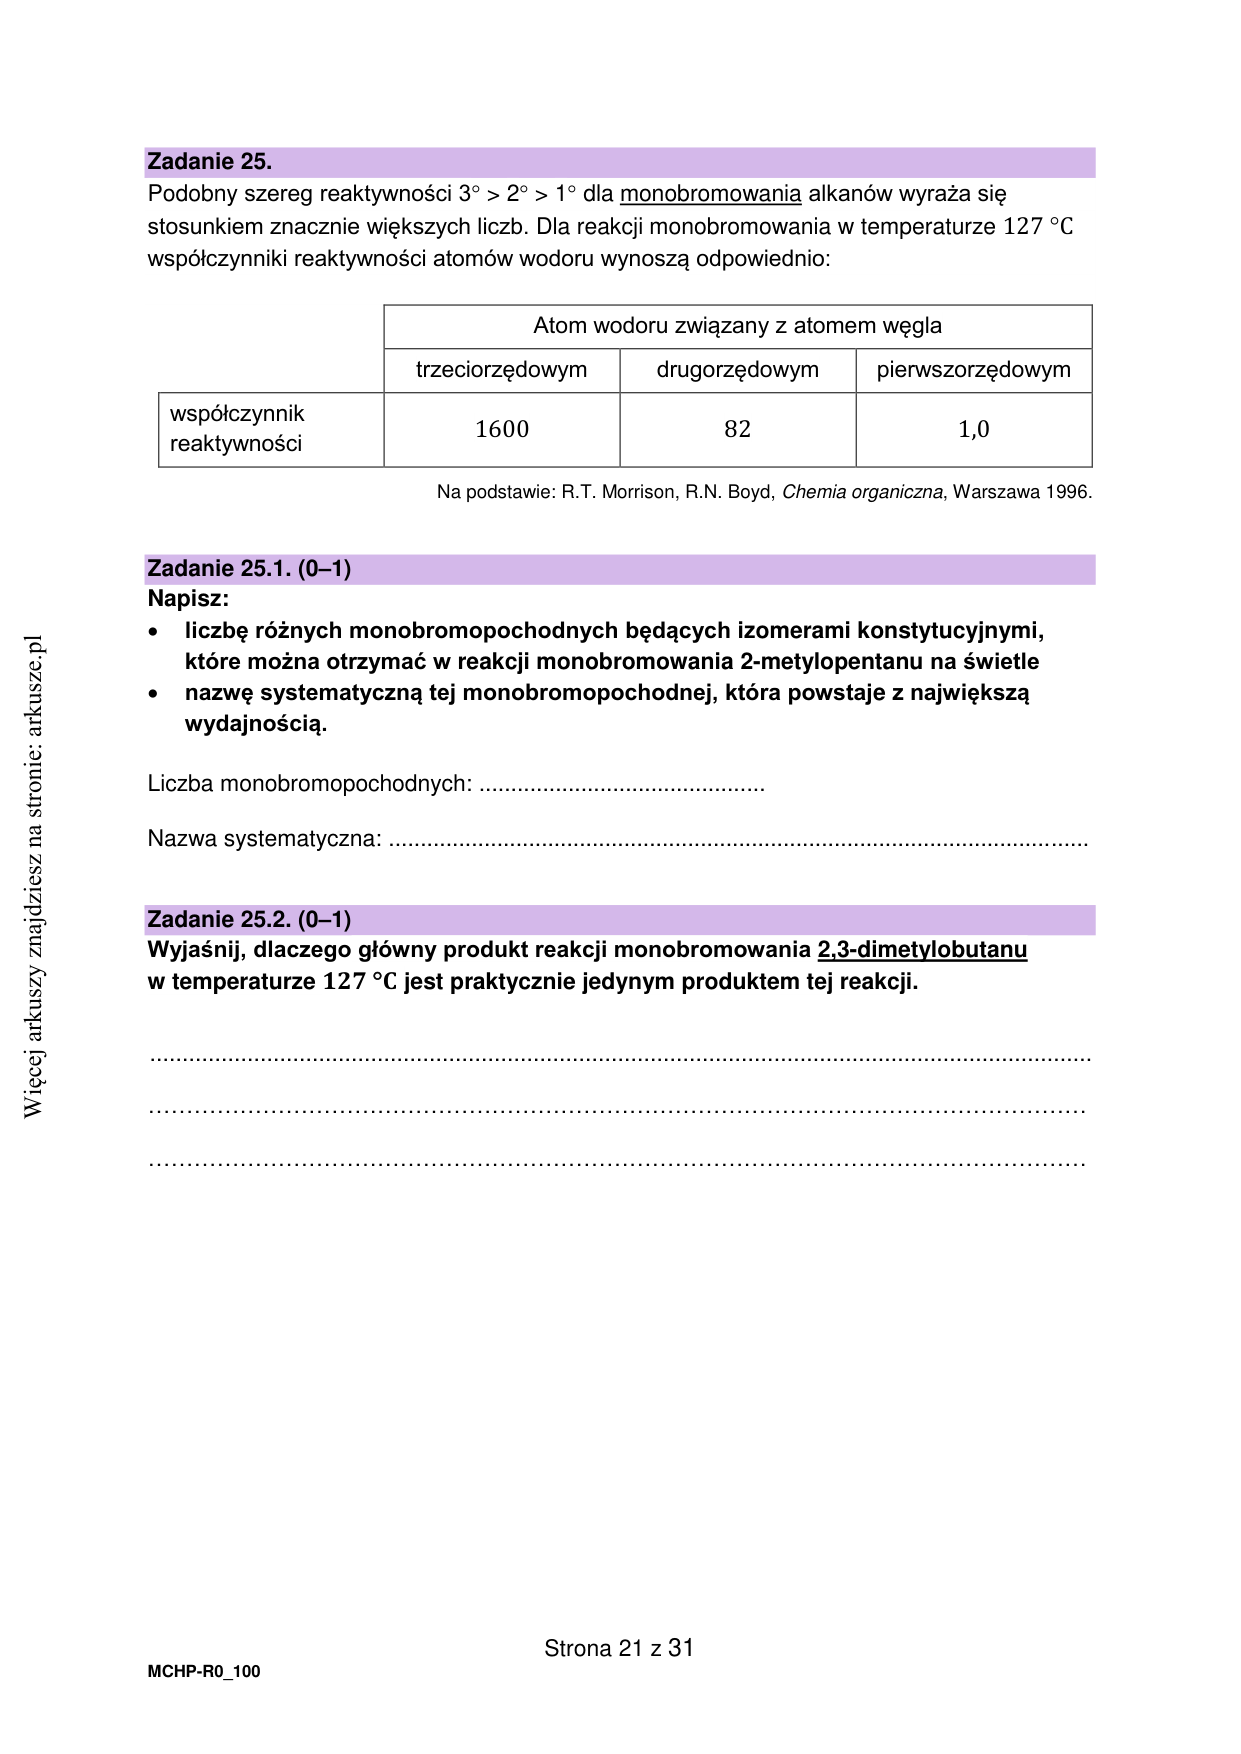 Zadanie 25.
Podobny szereg reaktywności 3° > 2° > 1° dla monobromowania alkanów wyraża się
stosunkiem znacznie większych liczb. Dla reakcji monobromowania w temperaturze 127 °C
współczynniki reaktywności atomów wodoru wynoszą odpowiednio:
Atom wodoru związany z atomem węgla
trzeciorzędowym drugorzędowym pierwszorzędowym
współczynnik
reaktywności
1600 82 1,0
Na podstawie: R.T. Morrison, R.N. Boyd, Chemia organiczna, Warszawa 1996.
Zadanie 25.1. (0–1)
Napisz:
• liczbę różnych monobromopochodnych będących izomerami konstytucyjnymi,
które można otrzymać w reakcji monobromowania 2-metylopentanu na świetle
• nazwę systematyczną tej monobromopochodnej, która powstaje z największą
wydajnością.
Liczba monobromopochodnych: .............................................
Nazwa systematyczna: ..............................................................................................................
Zadanie 25.2. (0–1)
Wyjaśnij, dlaczego główny produkt reakcji monobromowania 2,3-dimetylobutanu
w temperaturze 127 °C jest praktycznie jedynym produktem tej reakcji.
Strona 21 z 31
MCHP-R0_100
Więcej arkuszy znajdziesz na stronie: arkusze.pl